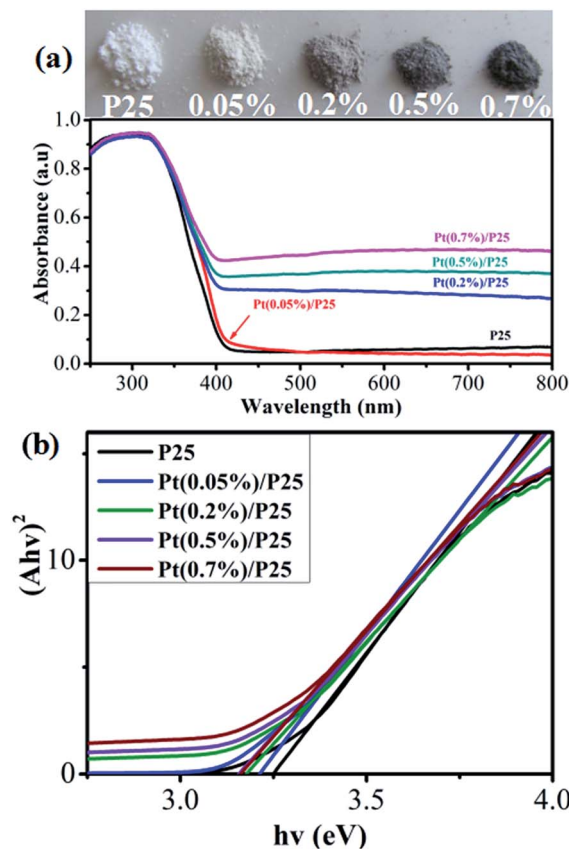 (a)
P25 0.05% 0.2% 0.5% 0.7%
Absorbance (a.u)
1.0
0.8
0.6
0.4
0.2
0.0
Pt(0.7%)/P25
Pt(0.5%)/P25
Pt(0.2%)/P25
Pt(0.05%)/P25
P25
300 400 500 600 700 800
Wavelength (nm)
(b)
P25
Pt(0.05%)/P25
Pt(0.2%)/P25
Pt(0.5%)/P25
Pt(0.7%)/P25
(Ahν)²
10
0
3.0 3.5 4.0
hν (eV)